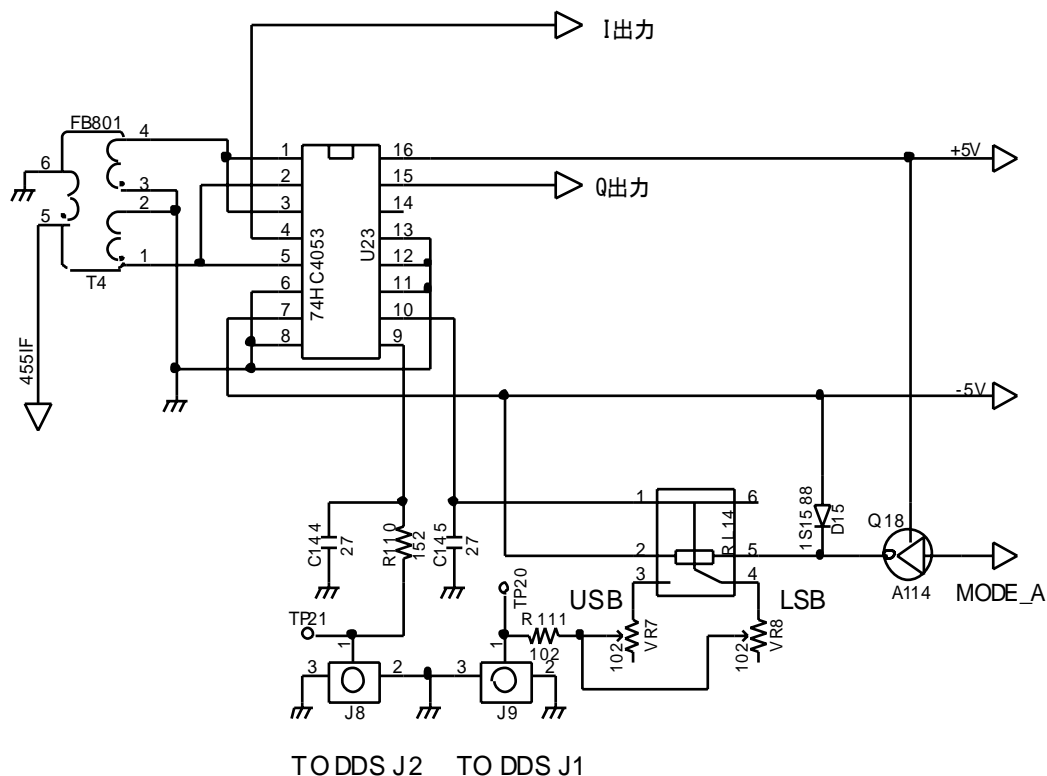 I出力
FB801
6
5
4
3
2
1
T4
455IF
1
2
3
4
5
6
7
8
74HC4053
U23
16
15
14
13
12
11
10
9
+5V
Q出力
-5V
C144
27
R110
152
C145
27
1
2
3
6
5
4
RL14
1S1588
D15
Q18
A114
MODE_A
TP21
TP20
USB
LSB
R111
102
102
VR7
102
VR8
3
1
2
J8
3
1
2
J9
TO DDS J2
TO DDS J1